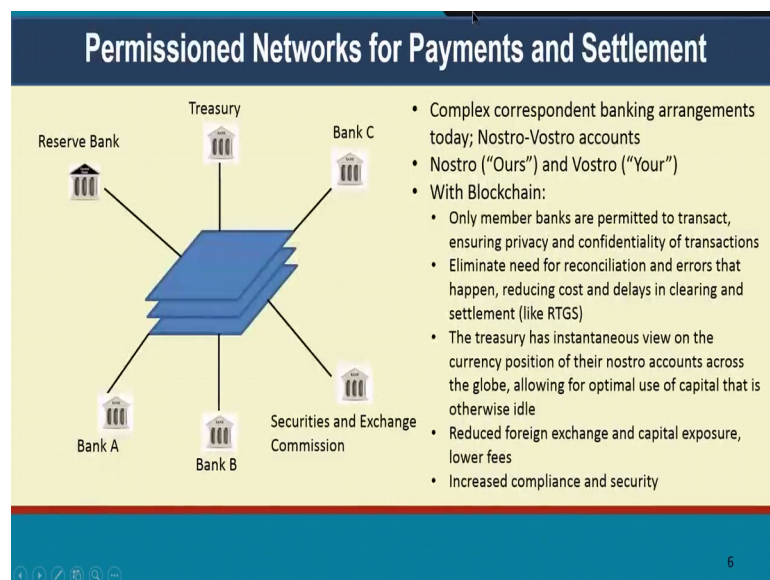 Permissioned Networks for Payments and Settlement
Treasury
Reserve Bank
Bank C
Bank A
Bank B
Securities and Exchange
Commission
• Complex correspondent banking arrangements
today; Nostro-Vostro accounts
• Nostro (“Ours”) and Vostro (“Your”)
• With Blockchain:
• Only member banks are permitted to transact,
ensuring privacy and confidentiality of transactions
• Eliminate need for reconciliation and errors that
happen, reducing cost and delays in clearing and
settlement (like RTGS)
• The treasury has instantaneous view on the
currency position of their nostro accounts across
the globe, allowing for optimal use of capital that is
otherwise idle
• Reduced foreign exchange and capital exposure,
lower fees
• Increased compliance and security
6